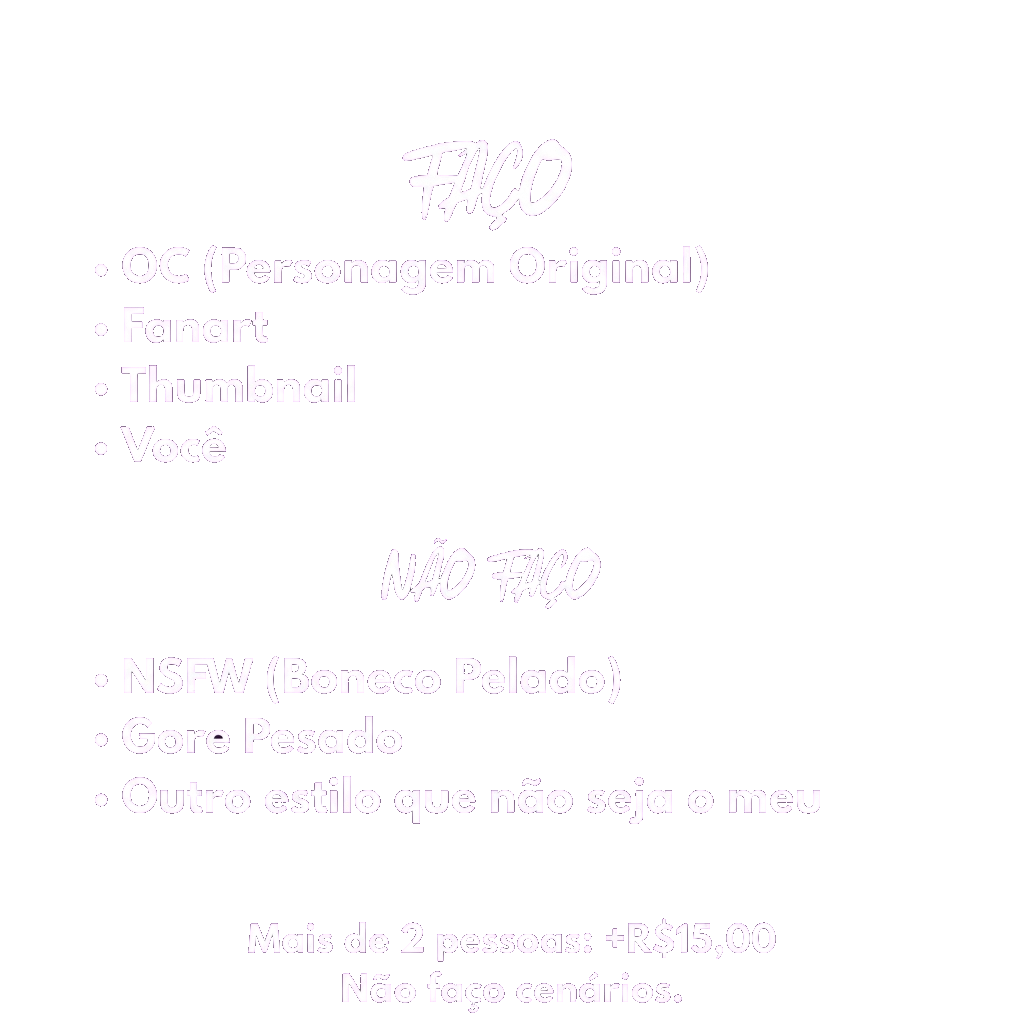 FAÇO
• OC (Personagem Original)
• Fanart
• Thumbnail
• Você
NÃO FAÇO
• NSFW (Boneco Pelado)
• Gore Pesado
• Outro estilo que não seja o meu
Mais de 2 pessoas: +R$15,00
Não faço cenários.